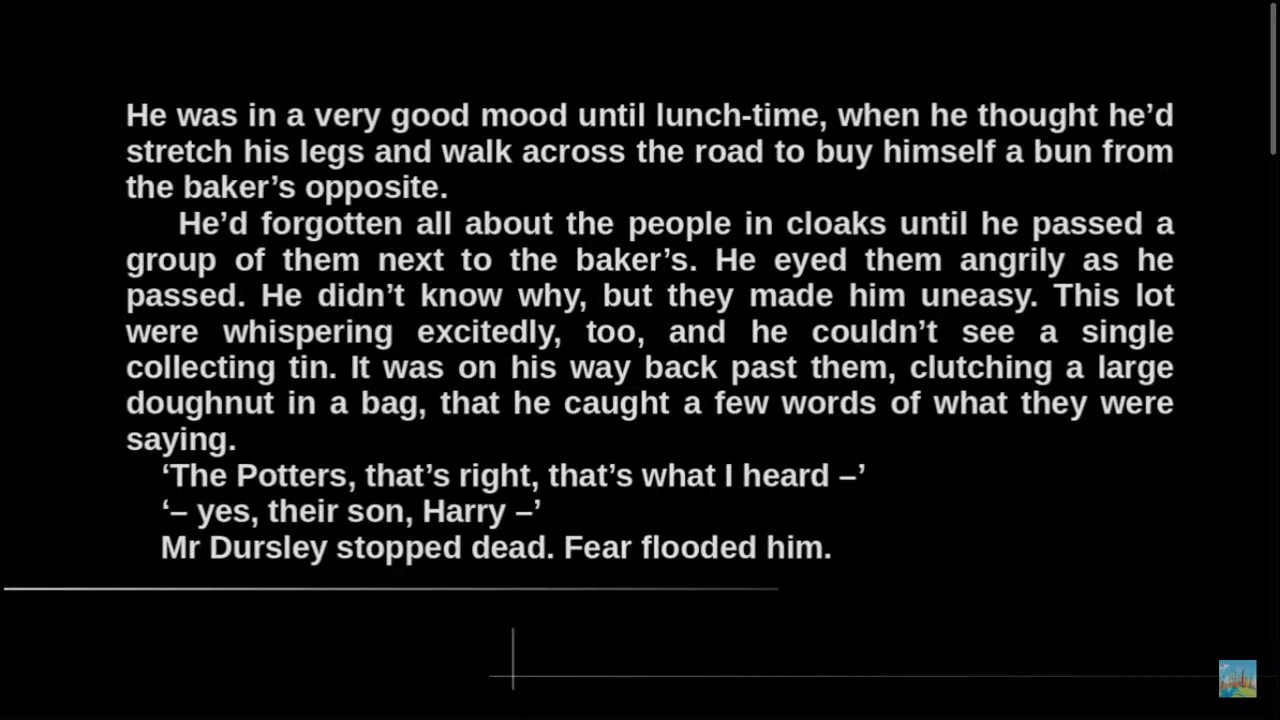 He was in a very good mood until lunch-time, when he thought he’d
stretch his legs and walk across the road to buy himself a bun from
the baker’s opposite.
He’d forgotten all about the people in cloaks until he passed a
group of them next to the baker’s. He eyed them angrily as he
passed. He didn’t know why, but they made him uneasy. This lot
were whispering excitedly, too, and he couldn’t see a single
collecting tin. It was on his way back past them, clutching a large
doughnut in a bag, that he caught a few words of what they were
saying.
‘The Potters, that’s right, that’s what I heard –’
‘– yes, their son, Harry –’
Mr Dursley stopped dead. Fear flooded him.